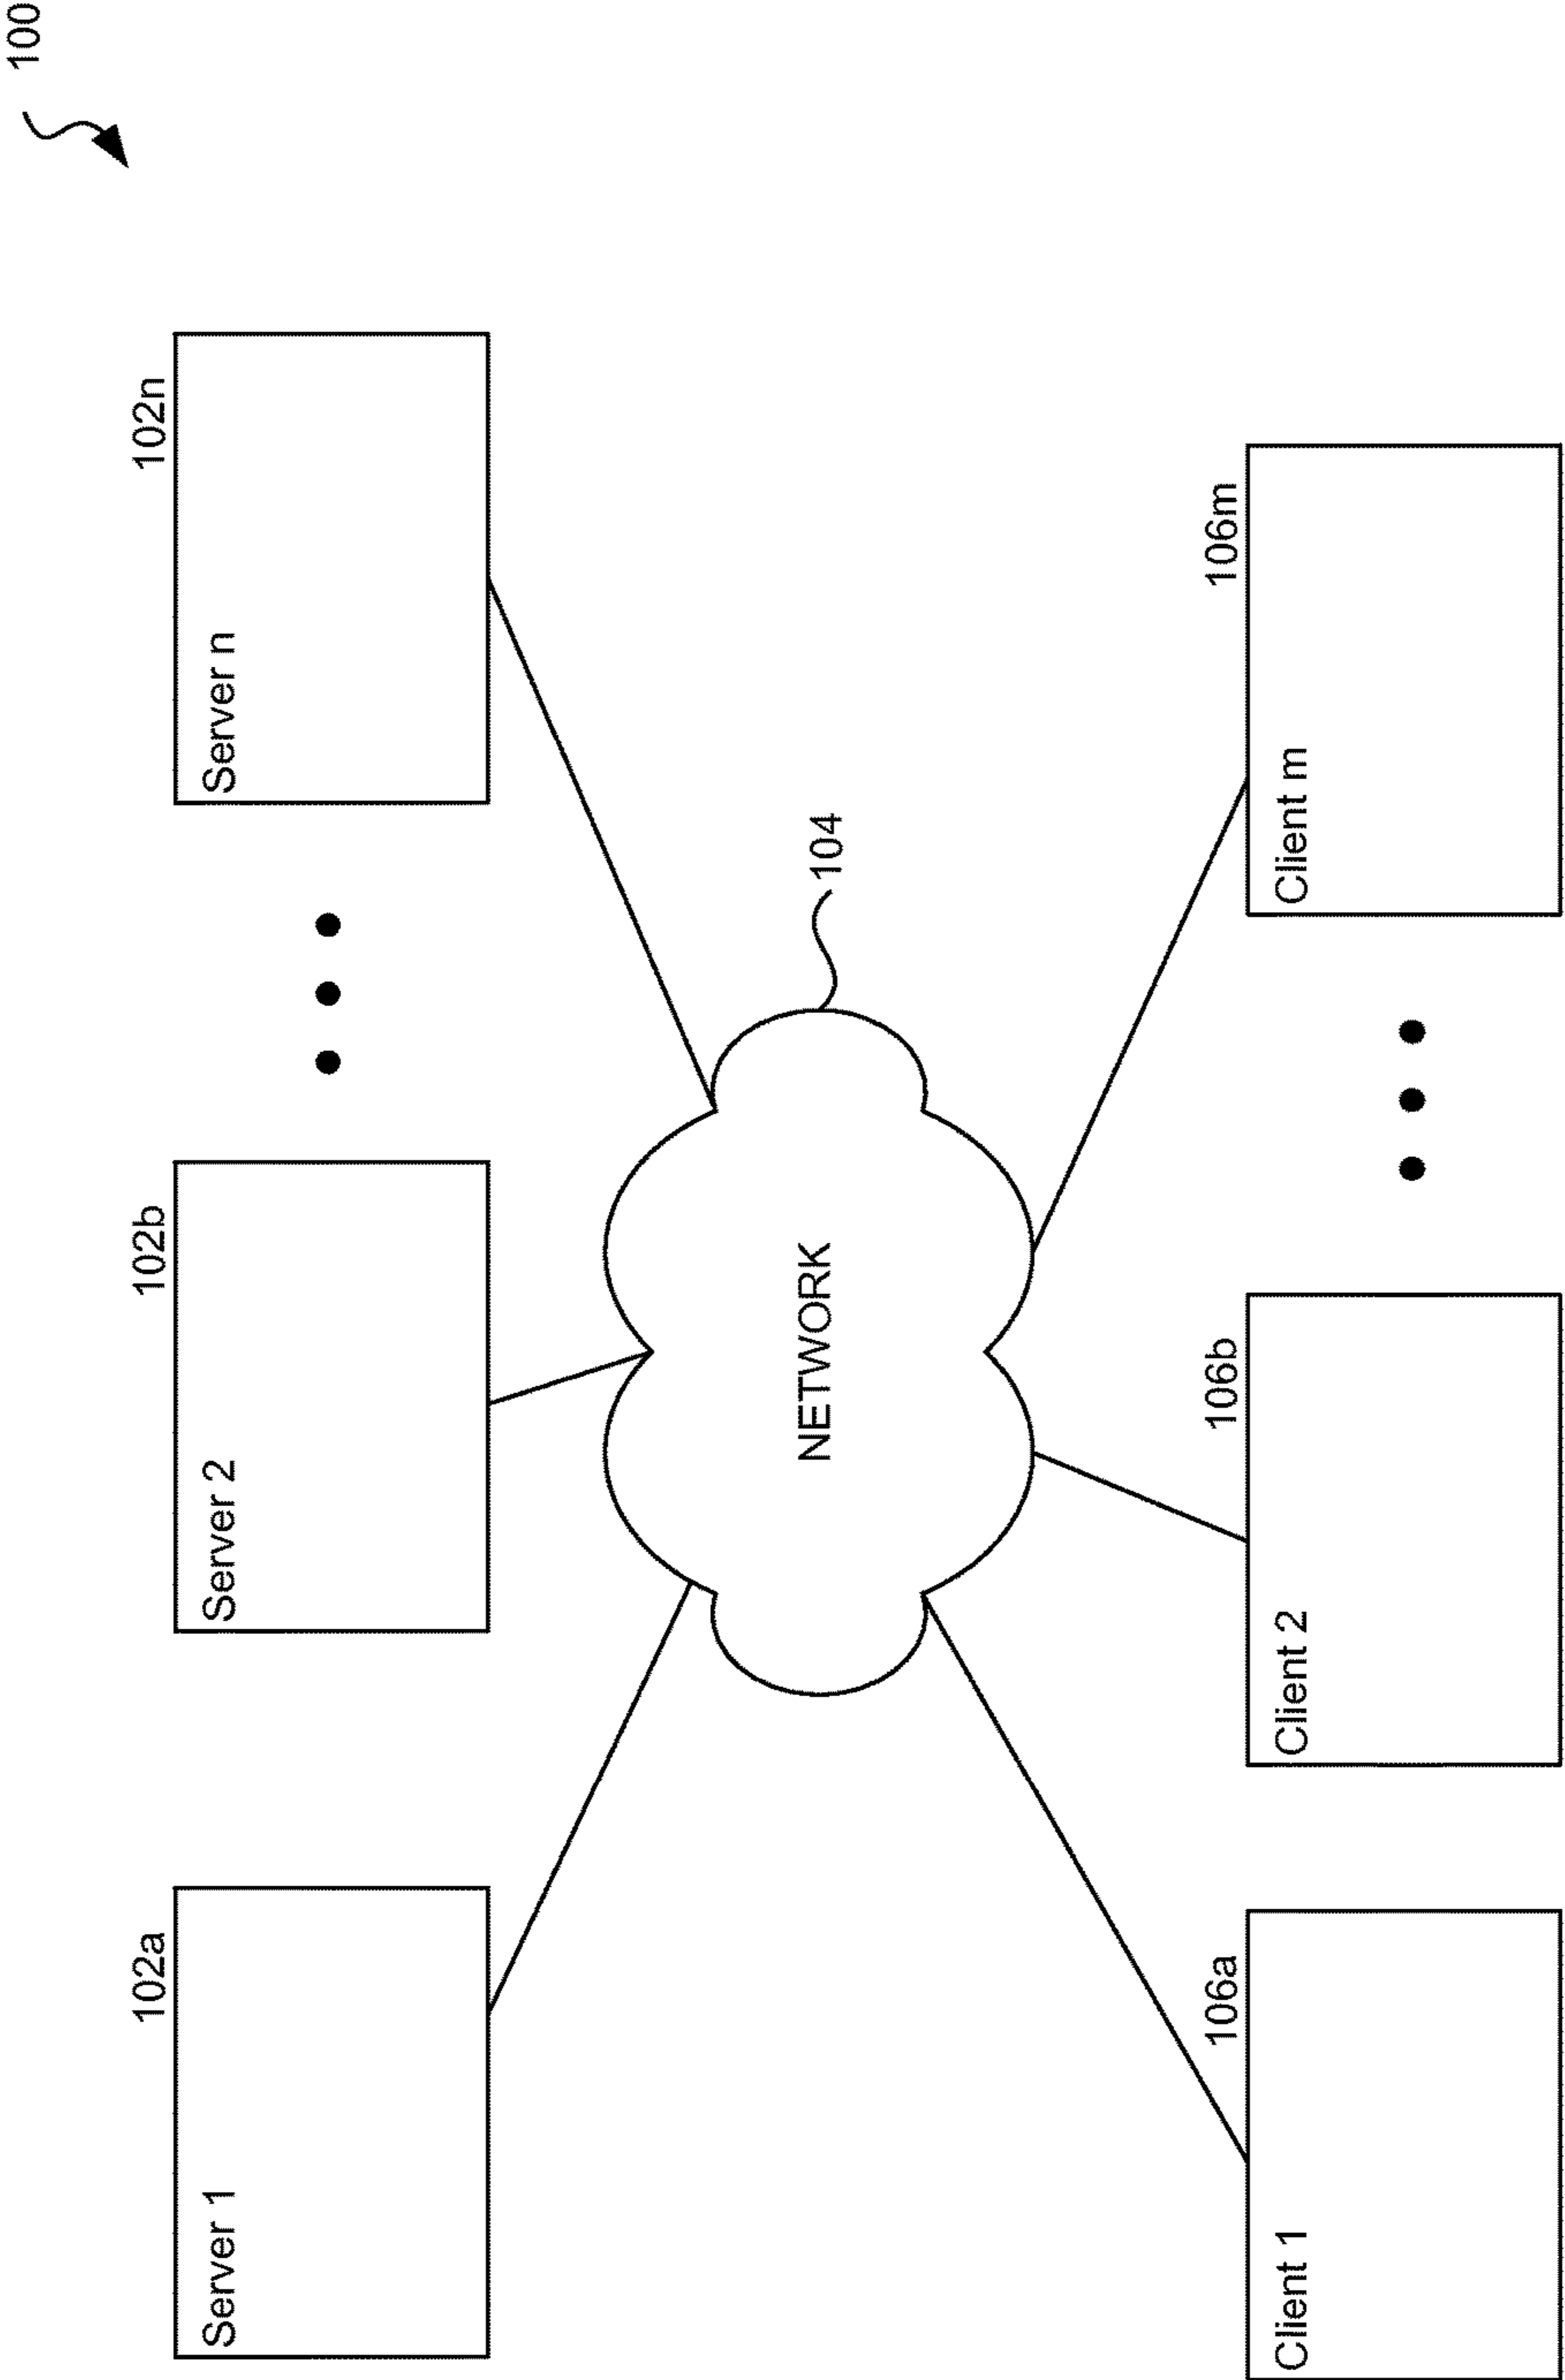 100
102a
Server 1
102b
Server 2
102n
Server n
NETWORK
104
106a
Client 1
106b
Client 2
106m
Client m